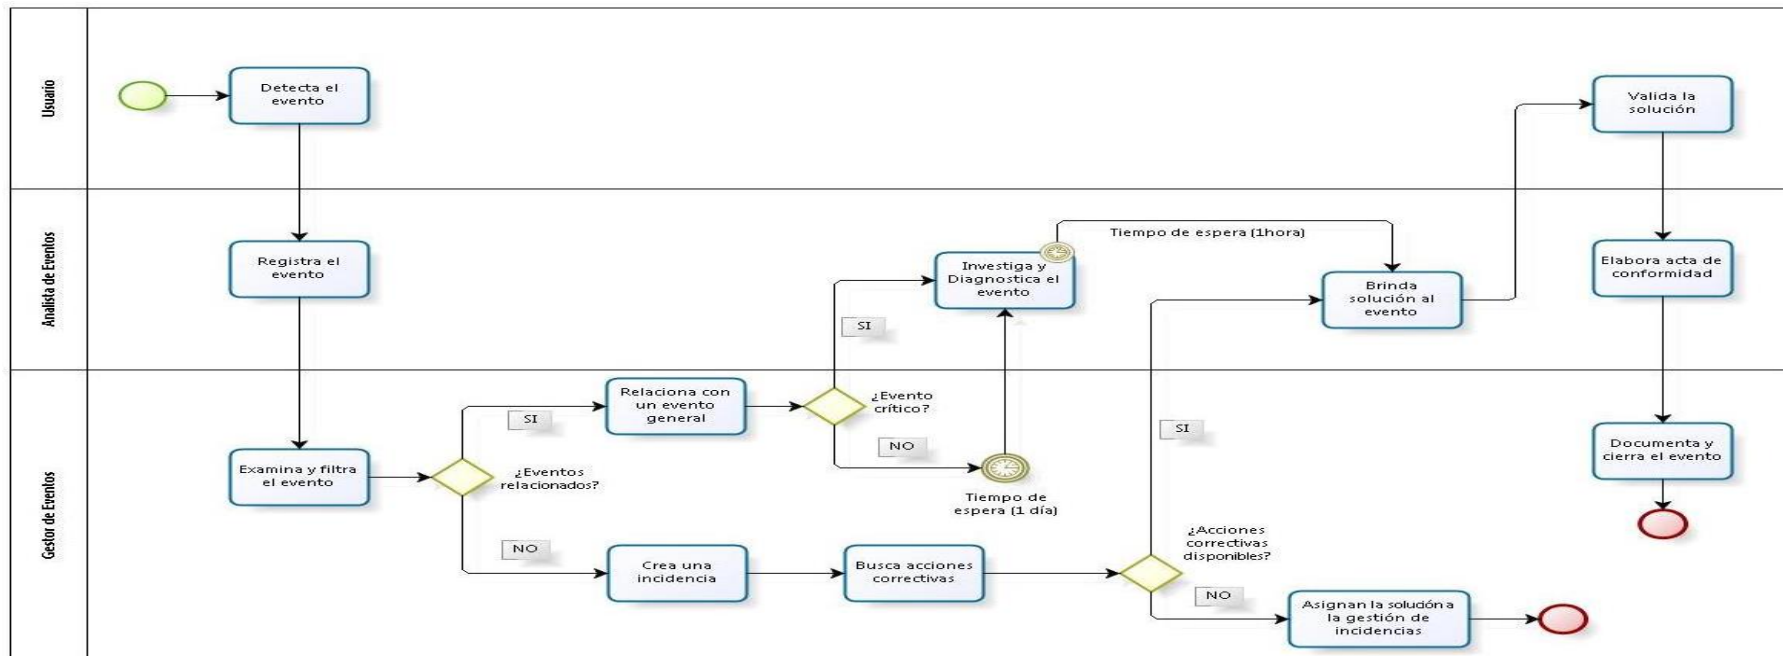 Usuario
Detecta el
evento
Valida la
solución
Analista de Eventos
Registra el
evento
Investiga y
Diagnostica el
evento
Tiempo de espera (1hora)
Brinda
solución al
evento
Elabora acta de
conformidad
SI
Gestor de Eventos
Examina y filtra
el evento
¿Eventos
relacionados?
SI
Relaciona con
un evento
general
¿Evento
crítico?
NO
Tiempo de
espera (1 día)
NO
Crea una
incidencia
Busca acciones
correctivas
¿Acciones
correctivas
disponibles?
SI
NO
Asignan la solución a
la gestión de
incidencias
Documenta y
cierra el evento